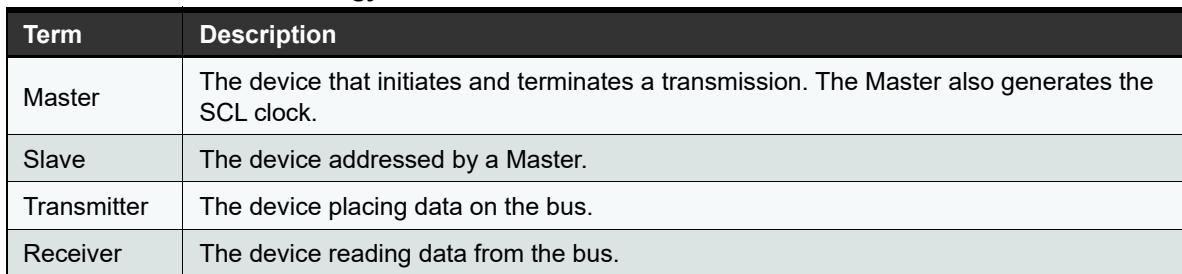 Term Description
Master The device that initiates and terminates a transmission. The Master also generates the
SCL clock.
Slave The device addressed by a Master.
Transmitter The device placing data on the bus.
Receiver The device reading data from the bus.